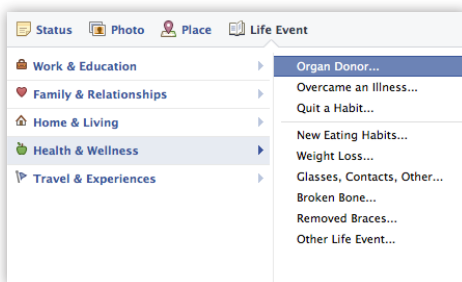 Status Photo Place Life Event
Work & Education
Family & Relationships
Home & Living
Health & Wellness
Travel & Experiences
Organ Donor...
Overcame an Illness...
Quit a Habit...
New Eating Habits...
Weight Loss...
Glasses, Contacts, Other...
Broken Bone...
Removed Braces...
Other Life Event...